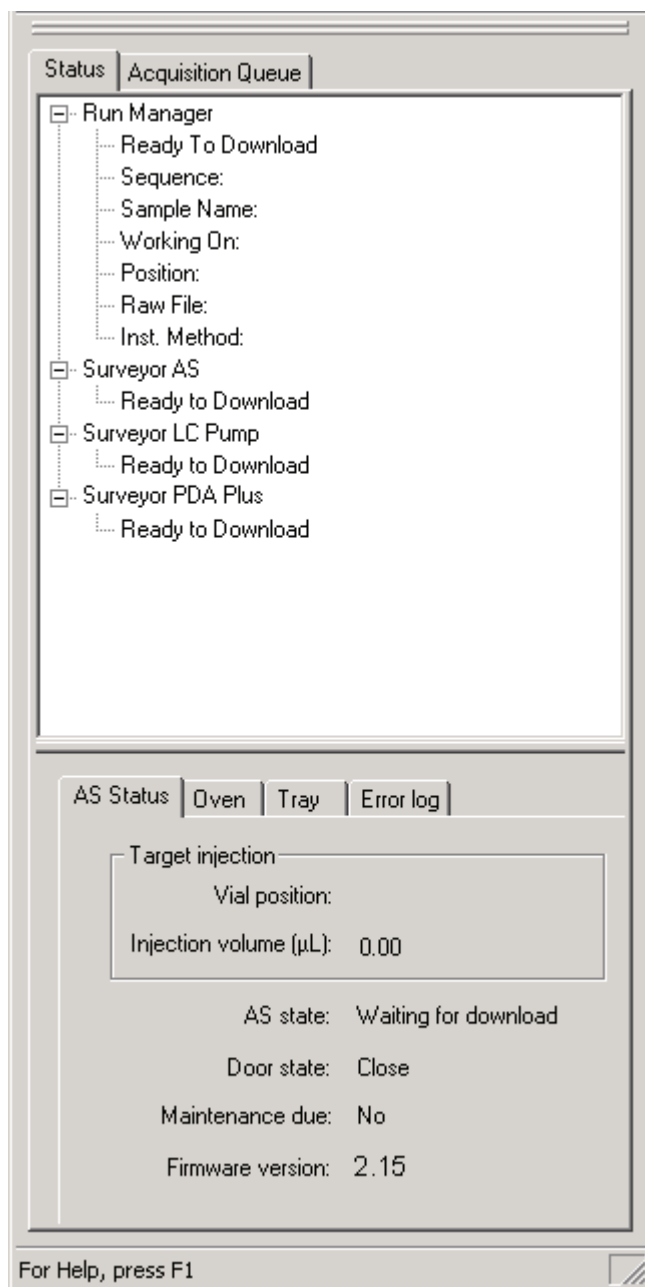 Status Acquisition Queue
Run Manager
Ready To Download
Sequence:
Sample Name:
Working On:
Position:
Raw File:
Inst. Method:
Surveyor AS
Ready to Download
Surveyor LC Pump
Ready to Download
Surveyor PDA Plus
Ready to Download
AS Status Oven Tray Error log
Target injection
Vial position:
Injection volume (µL): 0.00
AS state: Waiting for download
Door state: Close
Maintenance due: No
Firmware version: 2.15
For Help, press F1